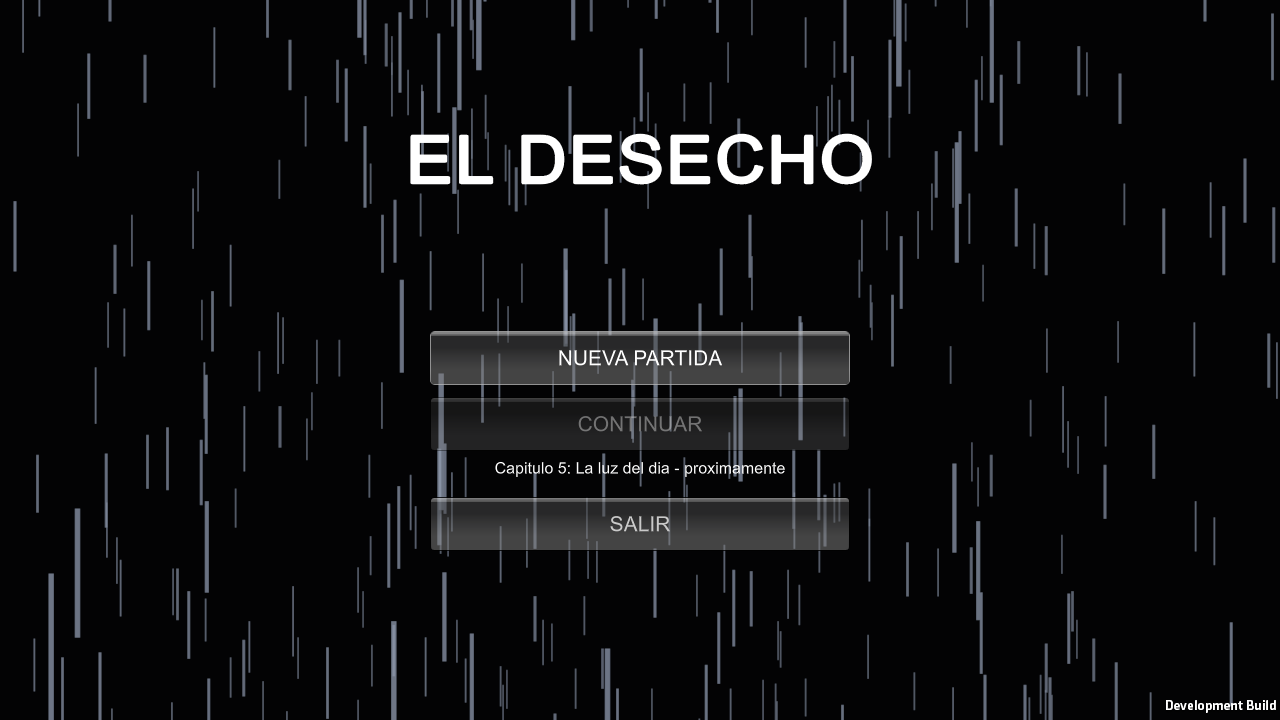 EL DESECHO
NUEVA PARTIDA
CONTINUAR
Capitulo 5: La luz del dia - proximamente
SALIR
Development Build